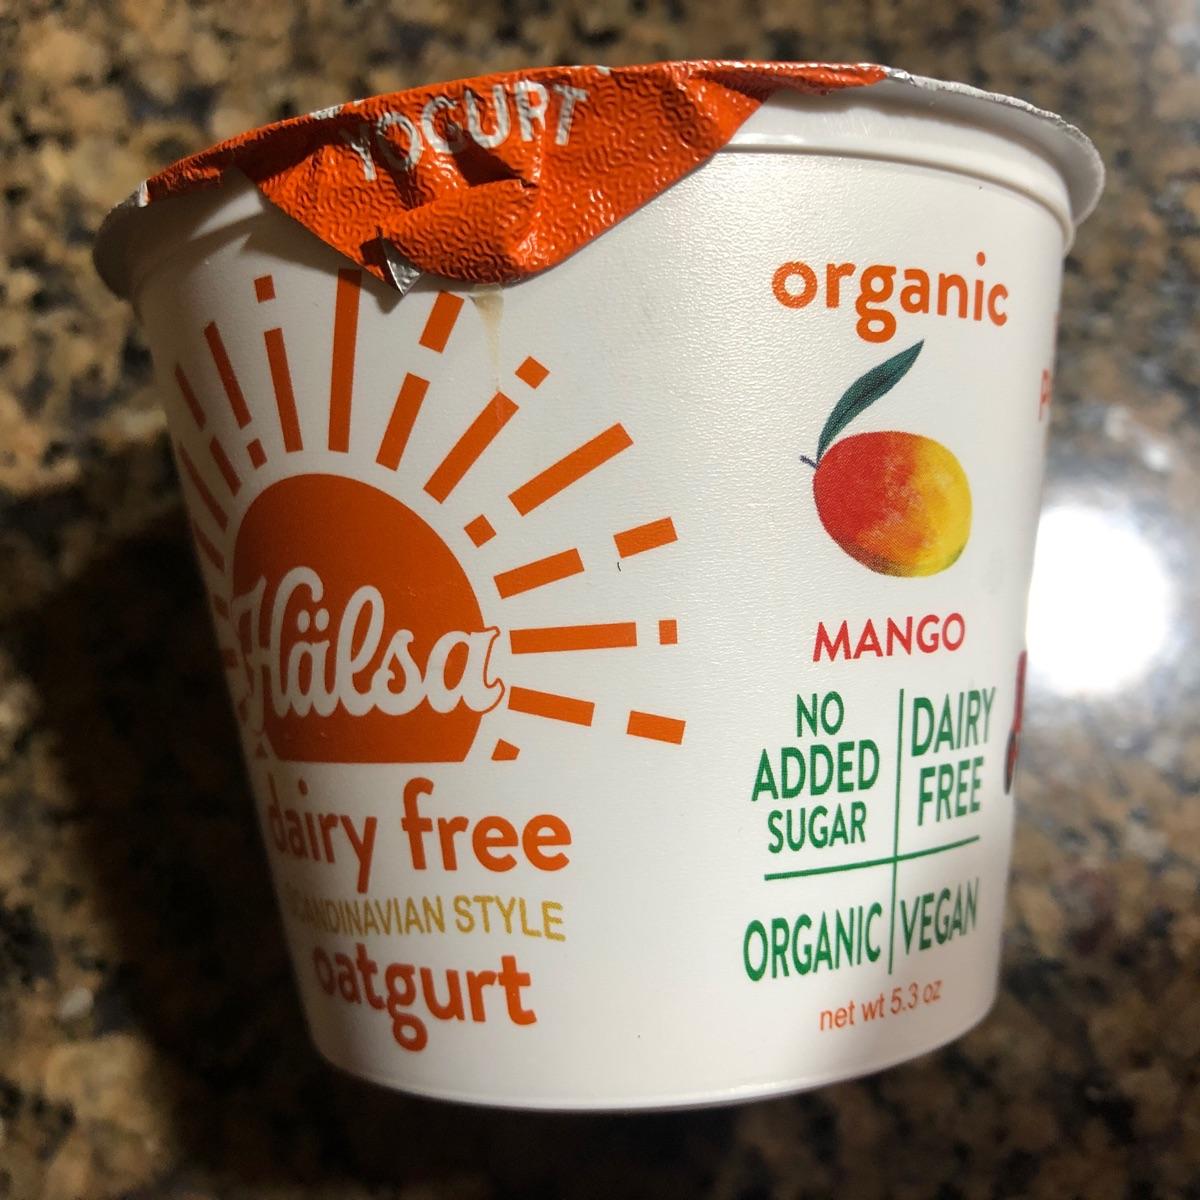 YOGURT
Hälsa
dairy free
SCANDINAVIAN STYLE
oatgurt
organic
MANGO
NO
ADDED
SUGAR
DAIRY
FREE
ORGANIC
VEGAN
net wt 5.3 oz